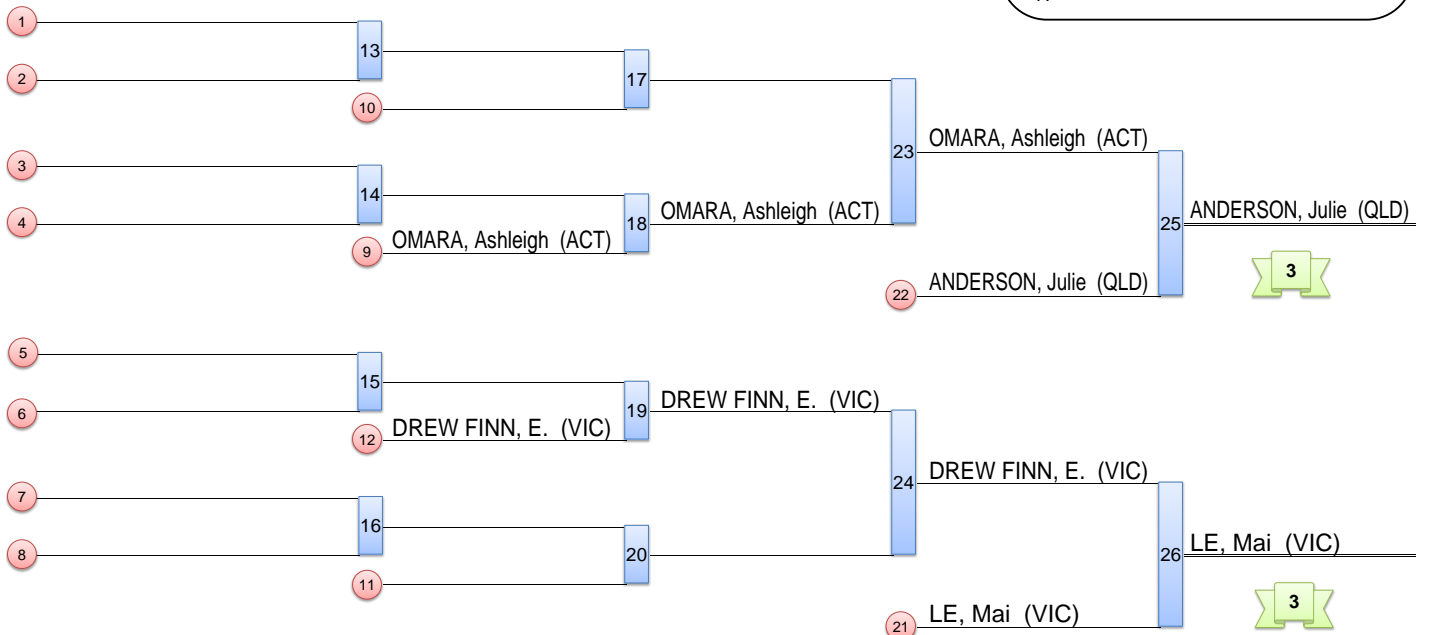 1
13
2
17
10
OMARA, Ashleigh (ACT)
23
3
14
OMARA, Ashleigh (ACT)
18
4
ANDERSON, Julie (QLD)
25
OMARA, Ashleigh (ACT)
9
3
ANDERSON, Julie (QLD)
22
5
15
DREW FINN, E. (VIC)
19
6
DREW FINN, E. (VIC)
12
DREW FINN, E. (VIC)
24
7
16
LE, Mai (VIC)
26
8
20
11
3
LE, Mai (VIC)
21